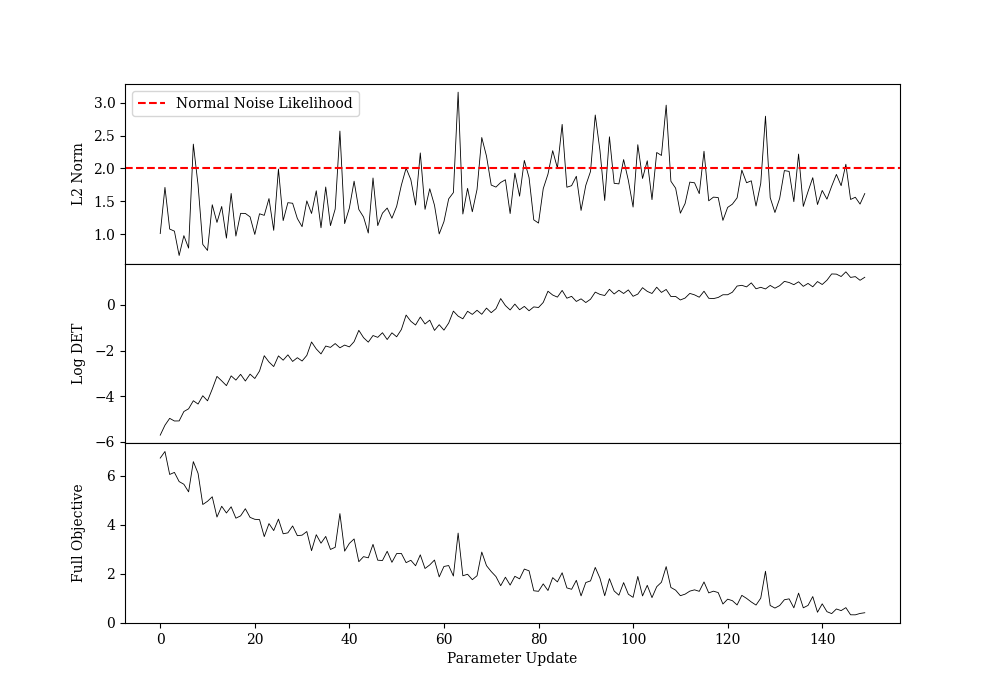 Normal Noise Likelihood
L2 Norm
3.0
2.5
2.0
1.5
1.0
Log DET
0
−2
−4
−6
Full Objective
6
4
2
0
0 20 40 60 80 100 120 140
Parameter Update